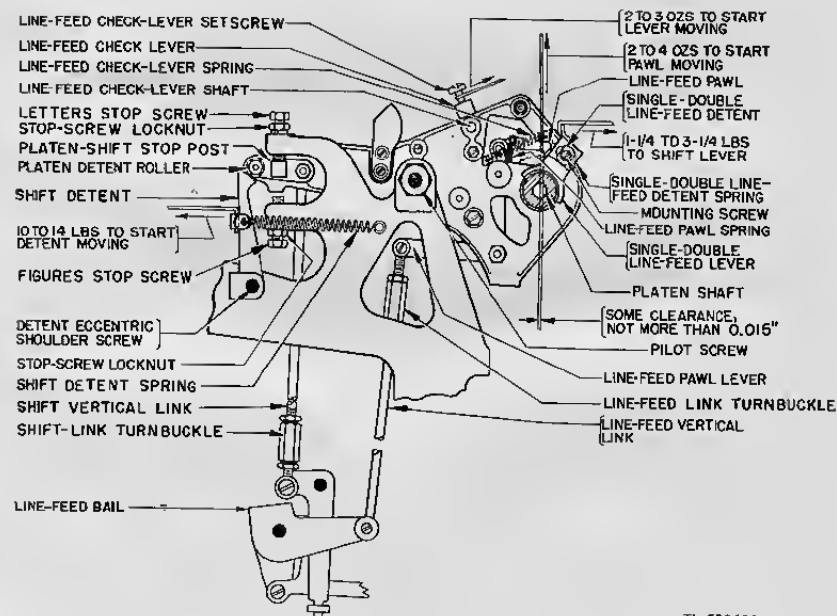 LINE-FEED CHECK-LEVER SETSCREW
LINE-FEED CHECK LEVER
LINE-FEED CHECK-LEVER SPRING
LINE-FEED CHECK-LEVER SHAFT
LETTERS STOP SCREW
STOP-SCREW LOCKNUT
PLATEN-SHIFT STOP POST
PLATEN DETENT ROLLER
SHIFT DETENT
10 TO 14 LBS TO START
DETENT MOVING
FIGURES STOP SCREW
DETENT ECCENTRIC
SHOULDER SCREW
STOP-SCREW LOCKNUT
SHIFT DETENT SPRING
SHIFT VERTICAL LINK
SHIFT-LINK TURNBUCKLE
LINE-FEED BAIL
2 TO 3 OZS TO START
LEVER MOVING
2 TO 4 OZS TO START
PAWL MOVING
LINE-FEED PAWL
SINGLE-DOUBLE
LINE-FEED DETENT
1-1/4 TO 3-1/4 LBS
TO SHIFT LEVER
SINGLE-DOUBLE LINE-
FEED DETENT SPRING
MOUNTING SCREW
LINE-FEED PAWL SPRING
SINGLE-DOUBLE
LINE-FEED LEVER
PLATEN SHAFT
SOME CLEARANCE,
NOT MORE THAN 0.015"
PILOT SCREW
LINE-FEED PAWL LEVER
LINE-FEED LINK TURNBUCKLE
LINE-FEED VERTICAL
LINK